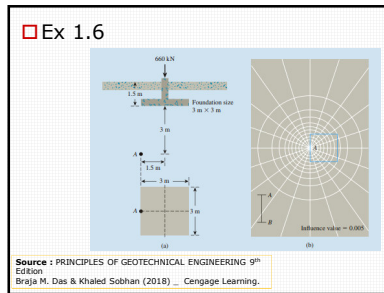 Ex 1.6
660 kN
1.5 m
Foundation size
3 m × 3 m
3 m
A
1.5 m
3 m
A
3 m
(a)
A
A
B
Influence value = 0.005
(b)
Source : PRINCIPLES OF GEOTECHNICAL ENGINEERING 9th
Edition
Braja M. Das & Khaled Sobhan (2018) _ Cengage Learning.